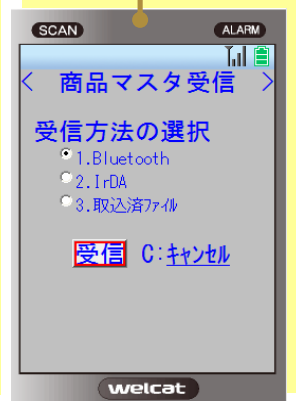 SCAN ALARM
< 商品マスタ受信 >
受信方法の選択
1.Bluetooth
2.IrDA
3.取込済ﾌｧｲﾙ
受信 C:ｷｬﾝｾﾙ
welcat